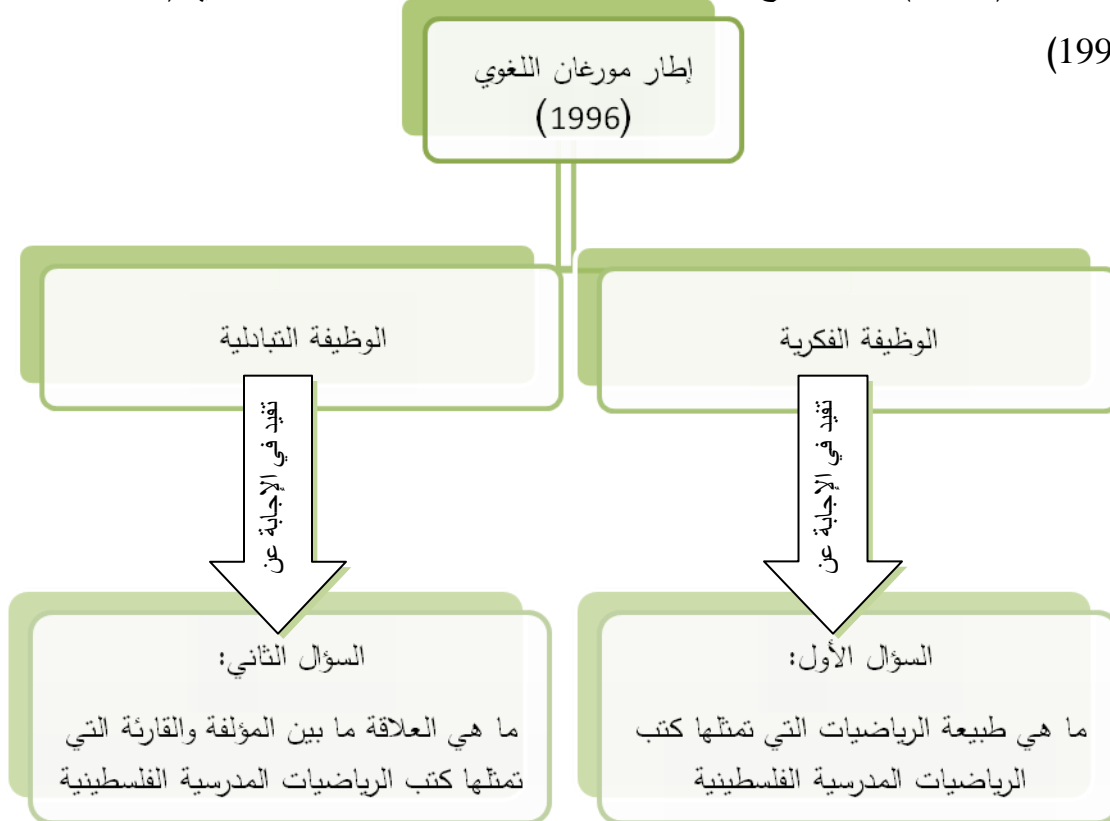 (199
إطار مورغان اللغوي
(1996)
الوظيفة الفكرية
الوظيفة التبادلية
تفيد في الإجابة عن
تفيد في الإجابة عن
السؤال الأول:
ما هي طبيعة الرياضيات التي تمثلها كتب
الرياضيات المدرسية الفلسطينية
السؤال الثاني:
ما هي العلاقة ما بين المؤلفة والقارئة التي
تمثلها كتب الرياضيات المدرسية الفلسطينية